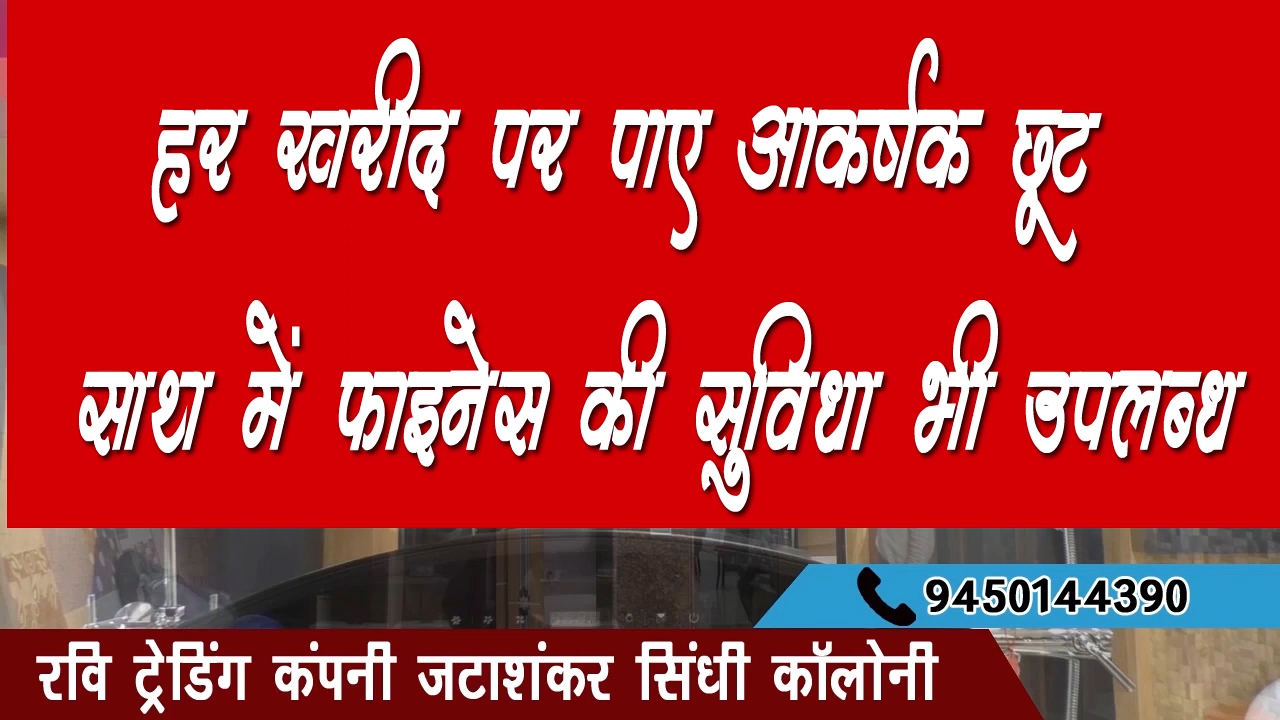 हर खरीद पर पाए आकर्षक छूट
साथ में फाइनेस की सुविधा भी उपलब्ध
9450144390
रवि ट्रेडिंग कंपनी जटाशंकर सिंधी कॉलोनी